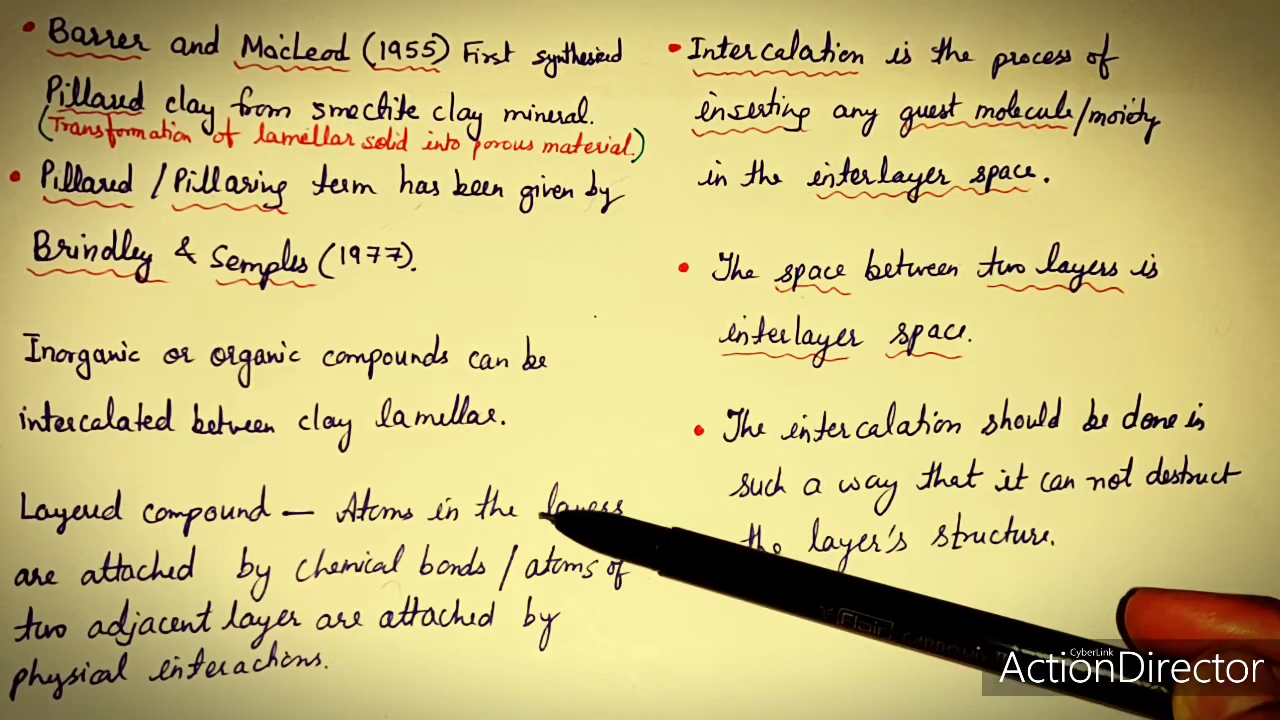 • Barrer and MacLeod (1955) First synthesized
Pillared clay from smectite clay mineral.
(Transformation of lamellar solid into porous material.)
• Pillared / Pillaring term has been given by
Brindley & Semples (1977).
Inorganic or organic compounds can be
intercalated between clay lamellar.
Layered compound — Atoms in the layers
are attached by chemical bonds / atoms of
two adjacent layer are attached by
physical interactions.
• Intercalation is the process of
inserting any guest molecule/moiety
in the interlayer space.
• The space between two layers is
interlayer space.
• The intercalation should be done in
such a way that it can not destruct
the layer's structure.
Flair
CyberLink
ActionDirector